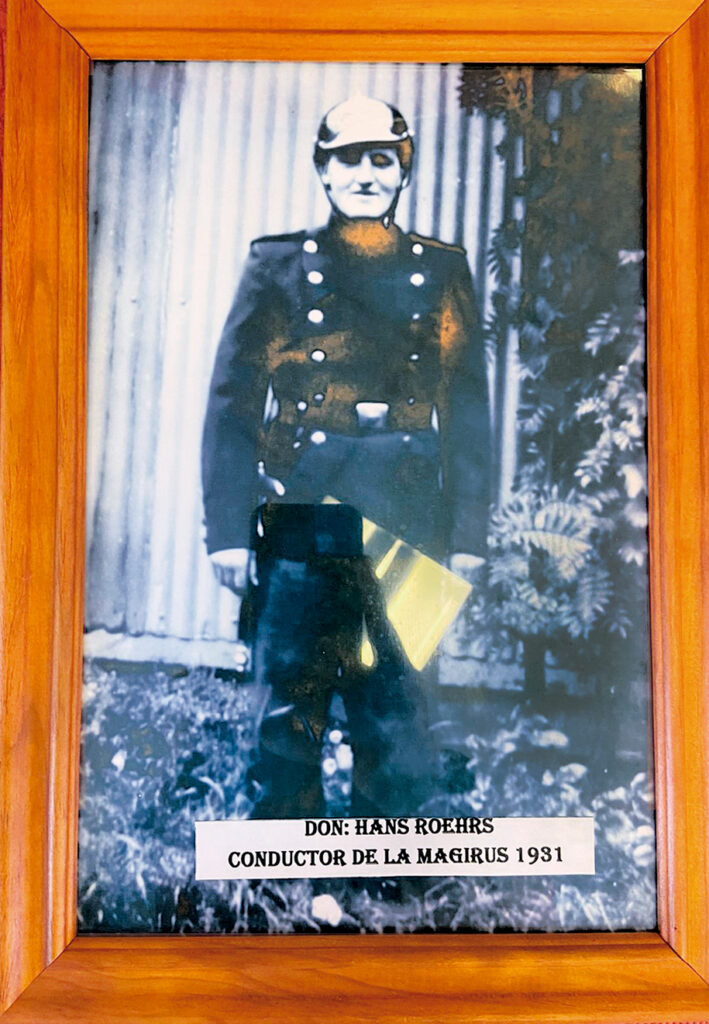 DON: HANS ROEHRS
CONDUCTOR DE LA MAGIRUS 1931